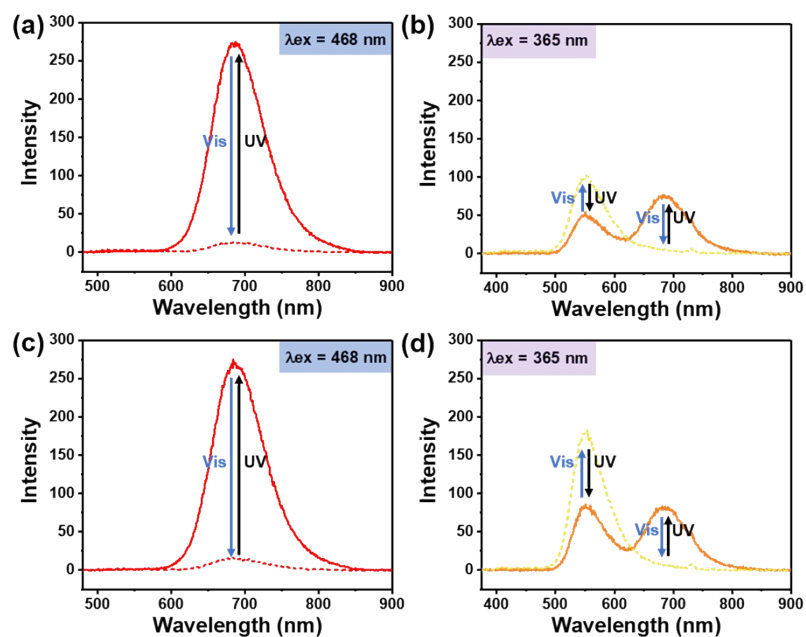 (a)
300
250
200
150
100
50
0
Intensity
λex = 468 nm
Vis
UV
500 600 700 800 900
Wavelength (nm)
(b)
300
250
200
150
100
50
0
Intensity
λex = 365 nm
Vis UV
Vis UV
400 500 600 700 800 900
Wavelength (nm)
(c)
300
250
200
150
100
50
0
Intensity
λex = 468 nm
Vis
UV
500 600 700 800 900
Wavelength (nm)
(d)
300
250
200
150
100
50
0
Intensity
λex = 365 nm
Vis UV
Vis UV
400 500 600 700 800 900
Wavelength (nm)